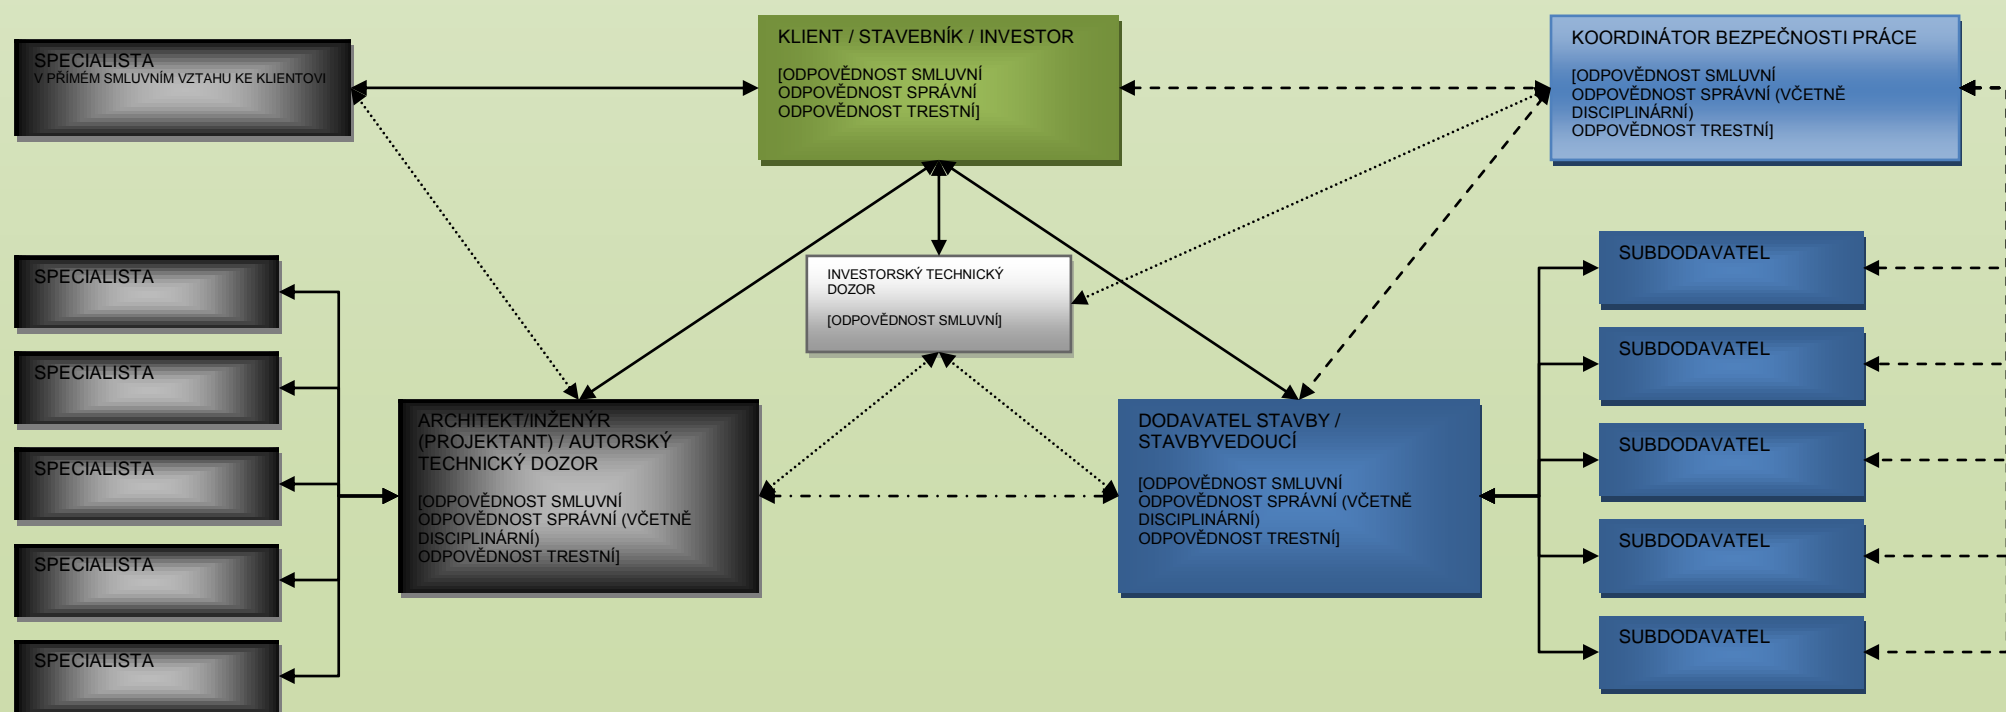 SPECIALISTA
V PŘÍMÉM SMLUVNÍM VZTAHU KE KLIENTOVI
KLIENT / STAVEBNÍK / INVESTOR
[ODPOVĚDNOST SMLUVNÍ
ODPOVĚDNOST SPRÁVNÍ
ODPOVĚDNOST TRESTNÍ]
KOORDINÁTOR BEZPEČNOSTI PRÁCE
[ODPOVĚDNOST SMLUVNÍ
ODPOVĚDNOST SPRÁVNÍ (VČETNĚ
DISCIPLINÁRNÍ)
ODPOVĚDNOST TRESTNÍ]
INVESTORSKÝ TECHNICKÝ
DOZOR
[ODPOVĚDNOST SMLUVNÍ]
SPECIALISTA
SPECIALISTA
SPECIALISTA
SPECIALISTA
SPECIALISTA
ARCHITEKT/INŽENÝR
(PROJEKTANT) / AUTORSKÝ
TECHNICKÝ DOZOR
[ODPOVĚDNOST SMLUVNÍ
ODPOVĚDNOST SPRÁVNÍ (VČETNĚ
DISCIPLINÁRNÍ)
ODPOVĚDNOST TRESTNÍ]
DODAVATEL STAVBY /
STAVBYVEDOUCÍ
[ODPOVĚDNOST SMLUVNÍ
ODPOVĚDNOST SPRÁVNÍ (VČETNĚ
DISCIPLINÁRNÍ)
ODPOVĚDNOST TRESTNÍ]
SUBDODAVATEL
SUBDODAVATEL
SUBDODAVATEL
SUBDODAVATEL
SUBDODAVATEL